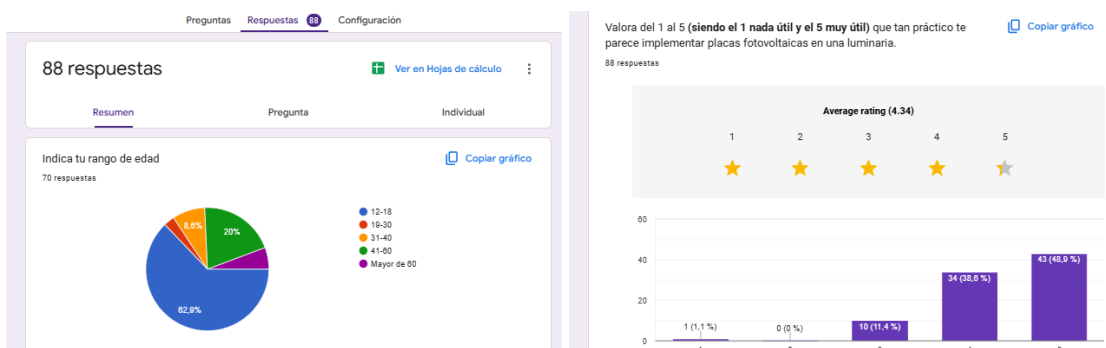 Preguntas Respuestas 88 Configuración
88 respuestas
Ver en Hojas de cálculo
Resumen Pregunta Individual
Indica tu rango de edad
Copiar gráfico
70 respuestas
12-18
19-30
31-40
41-60
Mayor de 60
8,6%
20%
62,9%
Valora del 1 al 5 (siendo el 1 nada útil y el 5 muy útil) que tan práctico te
parece implementar placas fotovoltaicas en una luminaria.
Copiar gráfico
88 respuestas
Average rating (4.34)
1 2 3 4 5
60
40
20
0
1 (1,1 %)
0 (0 %)
10 (11,4 %)
34 (38,6 %)
43 (48,9 %)